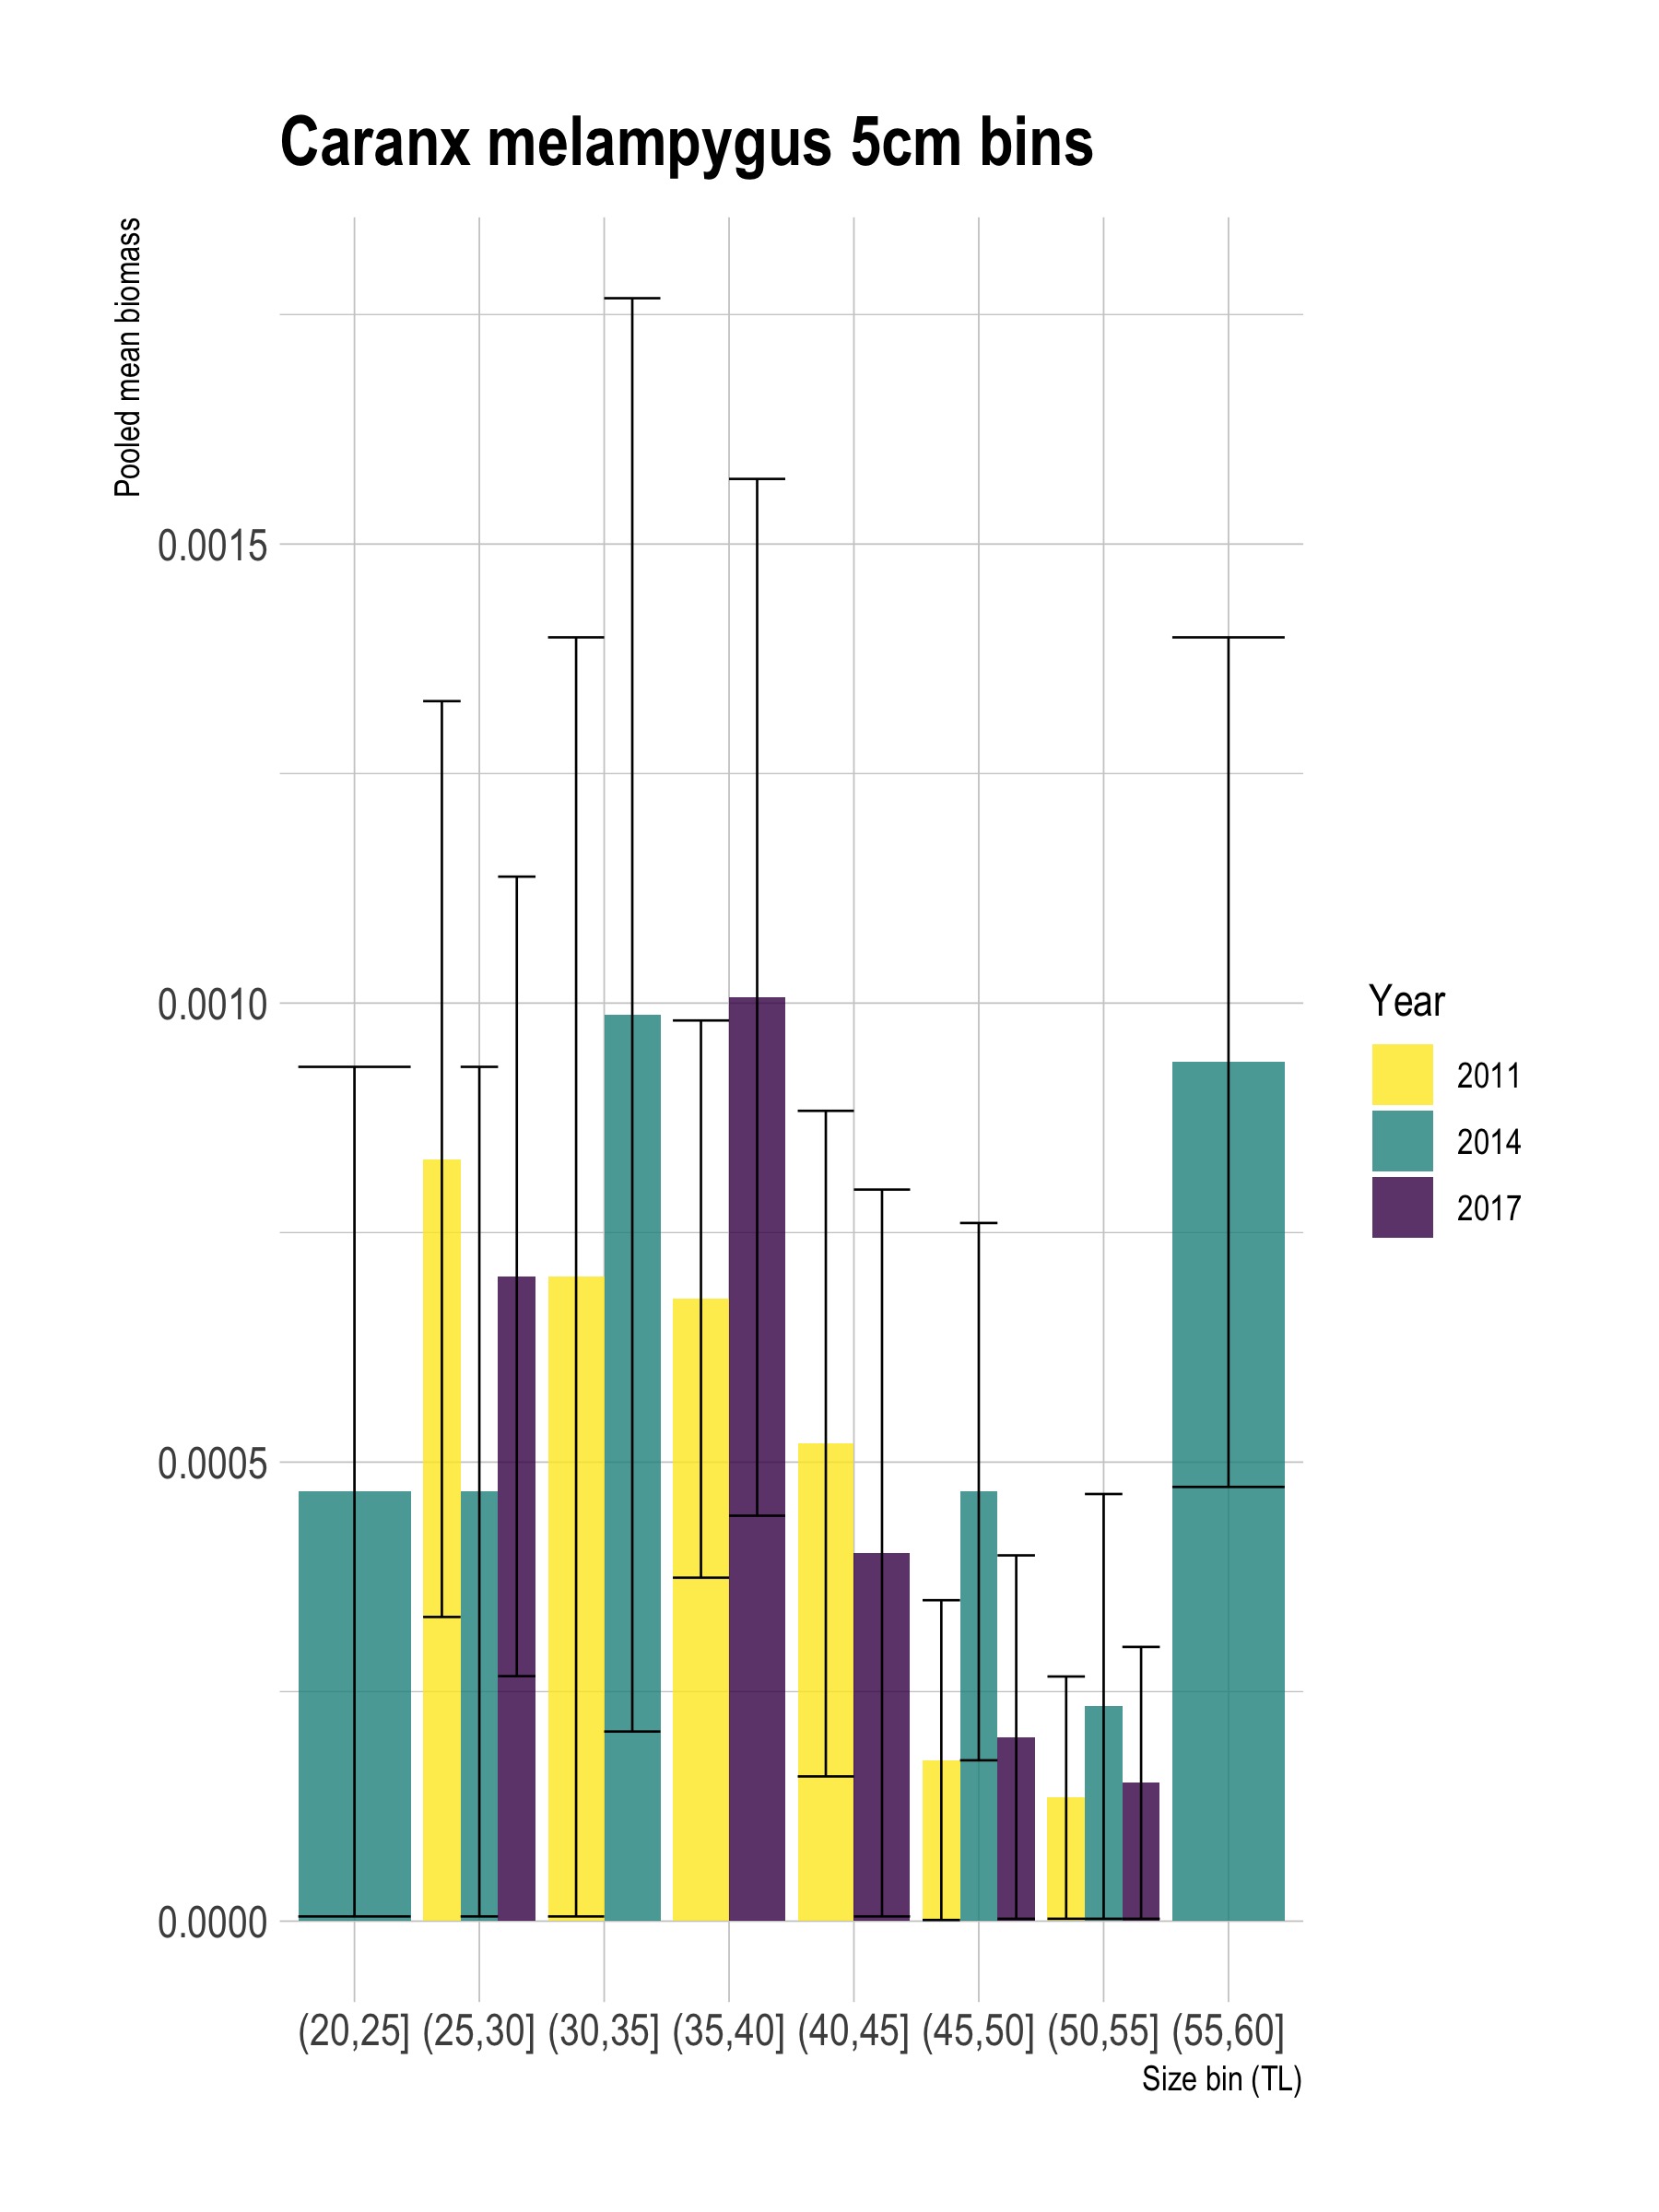 Caranx melampygus 5cm bins
Pooled mean biomass
0.0015
0.0010
0.0005
0.0000
(20,25] (25,30] (30,35] (35,40] (40,45] (45,50] (50,55] (55,60]
Size bin (TL)
Year
2011
2014
2017